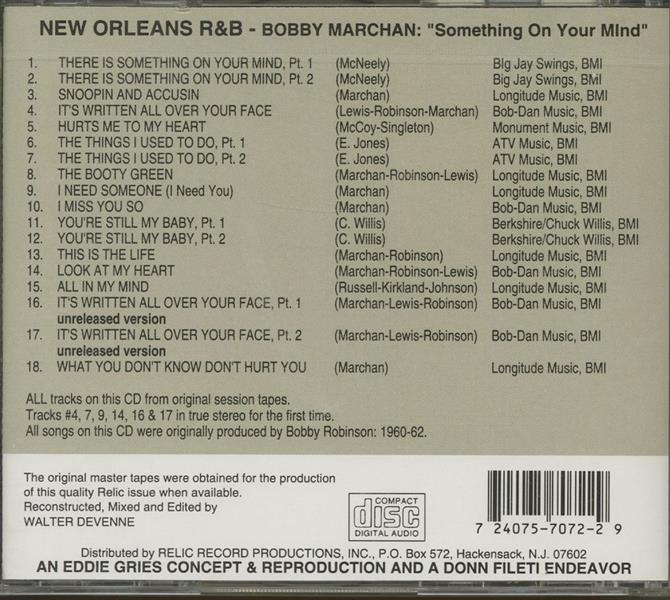 NEW ORLEANS R&B - BOBBY MARCHAN: "Something On Your MInd"
1. THERE IS SOMETHING ON YOUR MIND, Pt. 1 (McNeely) Big Jay Swings, BMI
2. THERE IS SOMETHING ON YOUR MIND, Pt. 2 (McNeely) Big Jay Swings, BMI
3. SNOOPIN AND ACCUSIN (Marchan) Longitude Music, BMI
4. IT'S WRITTEN ALL OVER YOUR FACE (Lewis-Robinson-Marchan) Bob-Dan Music, BMI
5. HURTS ME TO MY HEART (McCoy-Singleton) Monument Music, BMI
6. THE THINGS I USED TO DO, Pt. 1 (E. Jones) ATV Music, BMI
7. THE THINGS I USED TO DO, Pt. 2 (E. Jones) ATV Music, BMI
8. THE BOOTY GREEN (Marchan-Robinson-Lewis) Longitude Music, BMI
9. I NEED SOMEONE (I Need You) (Marchan) Longitude Music, BMI
10. I MISS YOU SO (Marchan) Bob-Dan Music, BMI
11. YOU'RE STILL MY BABY, Pt. 1 (C. Willis) Berkshire/Chuck Willis, BMI
12. YOU'RE STILL MY BABY, Pt. 2 (C. Willis) Berkshire/Chuck Willis, BMI
13. THIS IS THE LIFE (Marchan-Robinson) Longitude Music, BMI
14. LOOK AT MY HEART (Marchan-Robinson-Lewis) Bob-Dan Music, BMI
15. ALL IN MY MIND (Russell-Kirkland-Johnson) Longitude Music, BMI
16. IT'S WRITTEN ALL OVER YOUR FACE, Pt. 1 (Marchan-Lewis-Robinson) Bob-Dan Music, BMI
unreleased version
17. IT'S WRITTEN ALL OVER YOUR FACE, Pt. 2 (Marchan-Lewis-Robinson) Bob-Dan Music, BMI
unreleased version
18. WHAT YOU DON'T KNOW DON'T HURT YOU (Marchan) Longitude Music, BMI
ALL tracks on this CD from original session tapes.
Tracks #4, 7, 9, 14, 16 & 17 in true stereo for the first time.
All songs on this CD were originally produced by Bobby Robinson: 1960-62.
The original master tapes were obtained for the production
of this quality Relic issue when available.
Reconstructed, Mixed and Edited by
WALTER DEVENNE
COMPACT
disc
DIGITAL AUDIO
7 24075-7072-2 9
Distributed by RELIC RECORD PRODUCTIONS, INC., P.O. Box 572, Hackensack, N.J. 07602
AN EDDIE GRIES CONCEPT & REPRODUCTION AND A DONN FILETI ENDEAVOR